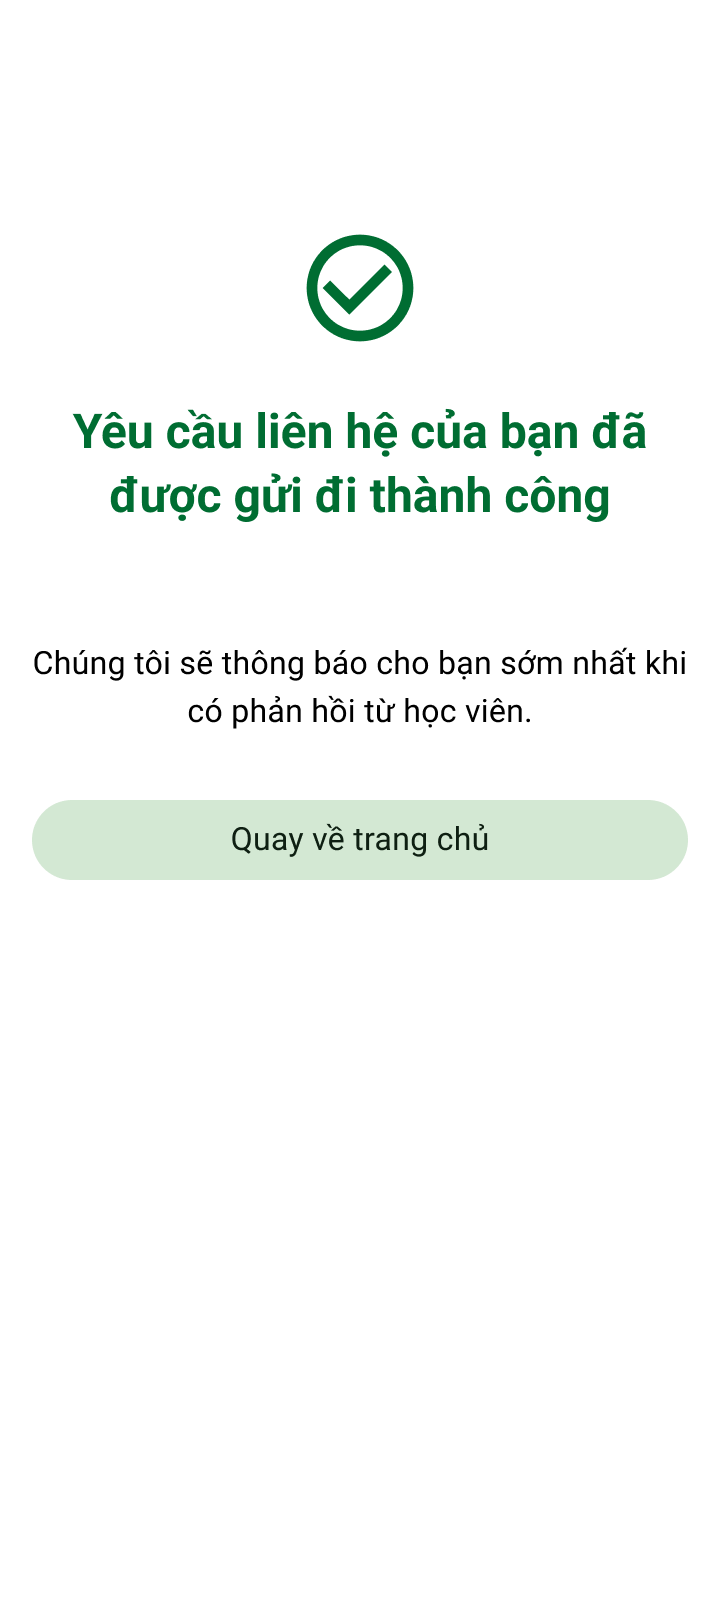 Yêu cầu liên hệ của bạn đã
được gửi đi thành công
Chúng tôi sẽ thông báo cho bạn sớm nhất khi
có phản hồi từ học viên.
Quay về trang chủ